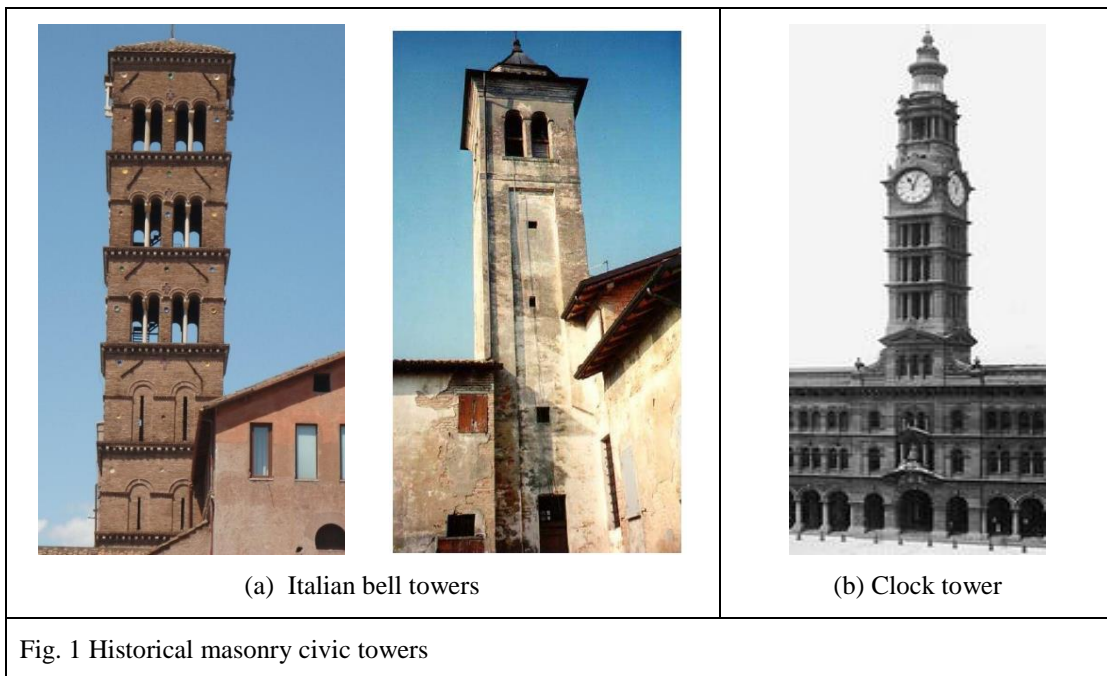 (a) Italian bell towers
(b) Clock tower
Fig. 1 Historical masonry civic towers